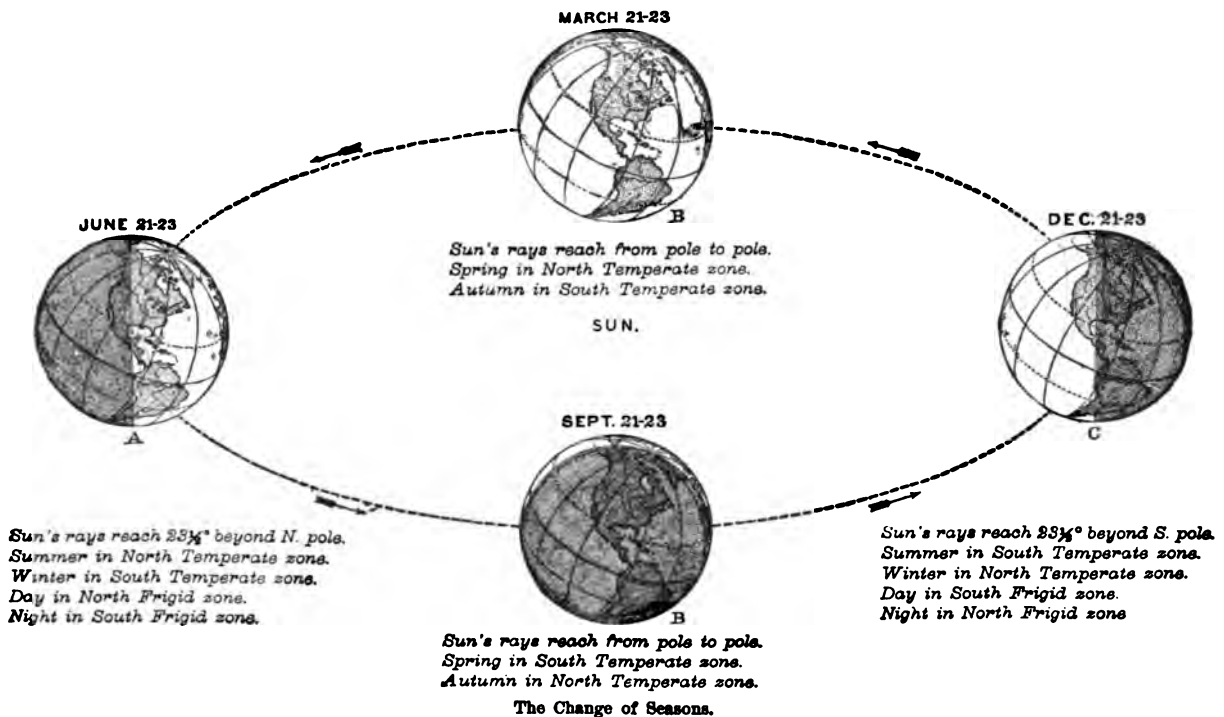 MARCH 21-23
B
Sun's rays reach from pole to pole.
Spring in North Temperate zone.
Autumn in South Temperate zone.
JUNE 21-23
A
SUN.
DEC. 21-23
C
SEPT. 21-23
B
Sun's rays reach 23½° beyond N. pole.
Summer in North Temperate zone.
Winter in South Temperate zone.
Day in North Frigid zone.
Night in South Frigid zone.
Sun's rays reach from pole to pole.
Spring in South Temperate zone.
Autumn in North Temperate zone.
Sun's rays reach 23½° beyond S. pole.
Summer in South Temperate zone.
Winter in North Temperate zone.
Day in South Frigid zone.
Night in North Frigid zone
The Change of Seasons.